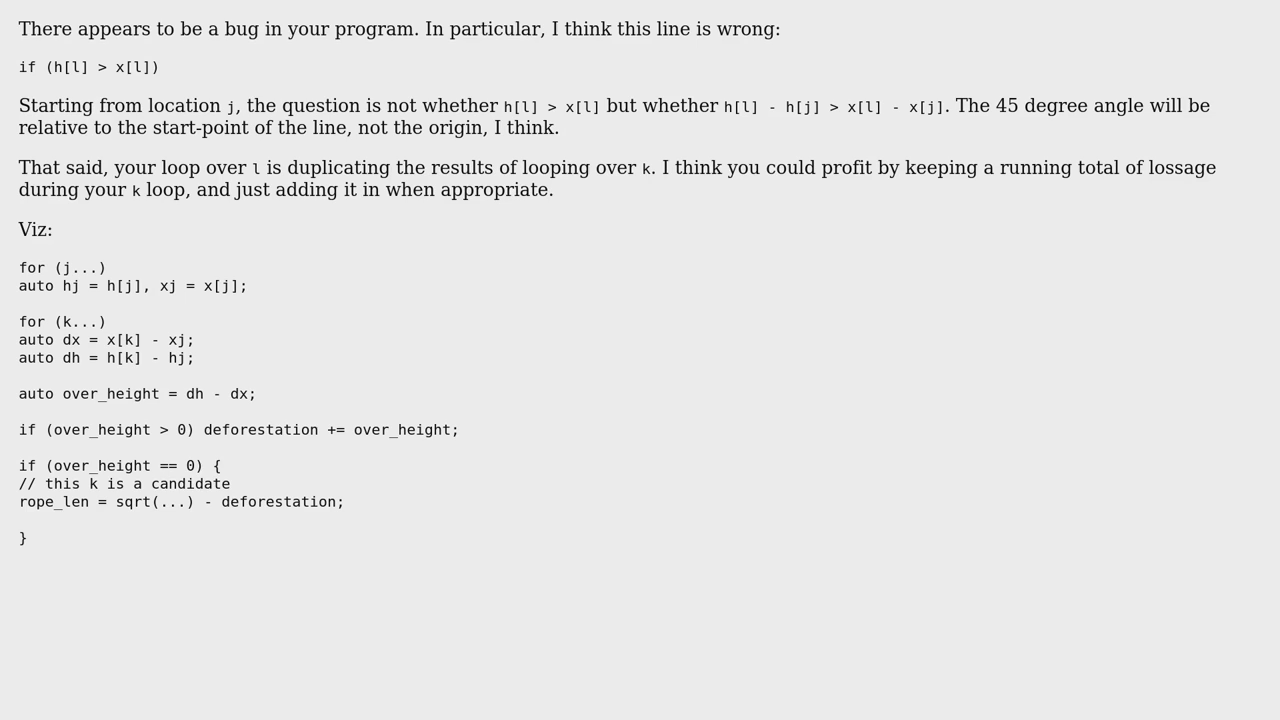 There appears to be a bug in your program. In particular, I think this line is wrong:
if (h[l] > x[l])
Starting from location j, the question is not whether h[l] > x[l] but whether h[l] - h[j] > x[l] - x[j]. The 45 degree angle will be
relative to the start-point of the line, not the origin, I think.
That said, your loop over l is duplicating the results of looping over k. I think you could profit by keeping a running total of lossage
during your k loop, and just adding it in when appropriate.
Viz:
for (j...)
auto hj = h[j], xj = x[j];
for (k...)
auto dx = x[k] - xj;
auto dh = h[k] - hj;
auto over_height = dh - dx;
if (over_height > 0) deforestation += over_height;
if (over_height == 0) {
// this k is a candidate
rope_len = sqrt(...) - deforestation;
}